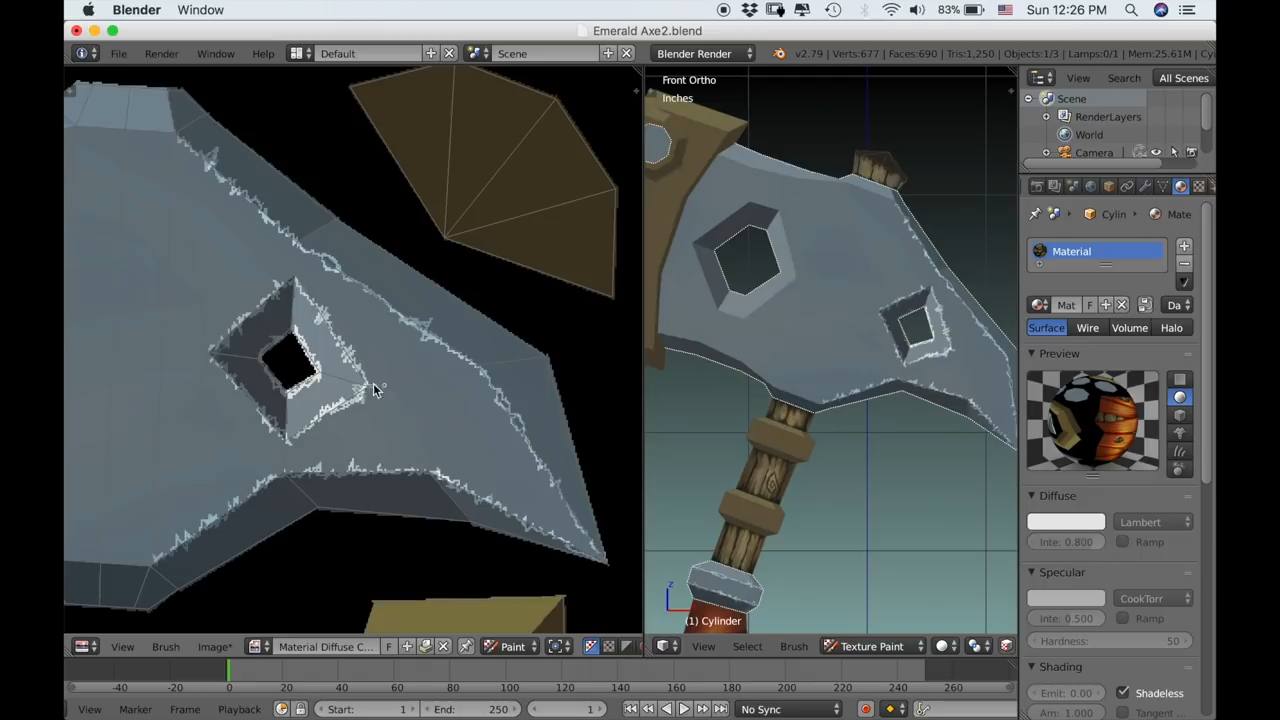 Blender Window 83% Sun 12:26 PM
Emerald Axe2.blend
File Render Window Help Default Scene Blender Render v2.79 | Verts:677 | Faces:690 | Tris:1,250 | Objects:1/3 | Lamps:0/1 | Mem:25.61M | Cy
Front Ortho
Inches
View Search All Scenes
Scene
RenderLayers
World
Camera
Cylin Mate
Material
Mat F Da
Surface Wire Volume Halo
Preview
Diffuse
Lambert
Inte: 0.800 Ramp
Specular
CookTorr
Inte: 0.500 Ramp
Hardness: 50
Shading
Emit: 0.00 Shadeless
Am: 1.000 Tangent
z
(1) Cylinder
View Brush Image* Material Diffuse C... F Paint
View Select Brush Texture Paint
-40 -20 0 20 40 60 80 100 120 140 160 180 200 220 240 260
View Marker Frame Playback Start: 1 End: 250 1 No Sync